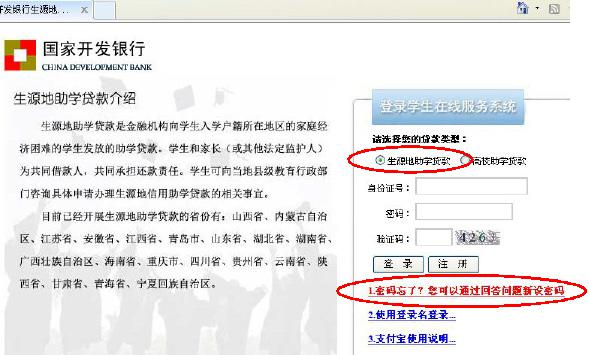 开发银行生源地... ×
国家开发银行
CHINA DEVELOPMENT BANK
生源地助学贷款介绍
生源地助学贷款是金融机构向学生入学户籍所在地区的家庭经
济困难的学生发放的助学贷款。学生和家长（或其他法定监护人）
为共同借款人，共同承担还款责任。学生可向当地县级教育行政部
门咨询具体申请办理生源地信用助学贷款的相关事宜。
目前已经开展生源地助学贷款的省份有：山西省、内蒙古自治
区、江苏省、安徽省、江西省、青岛市、山东省、湖北省、湖南省、
广西壮族自治区、海南省、重庆市、四川省、贵州省、云南省、陕
西省、甘肃省、青海省、宁夏回族自治区。
登录学生在线服务系统
请选择您的贷款类型：
生源地助学贷款 高校助学贷款
身份证号：
密码：
验证码： 4263
登 录 注 册
1.密码忘了？您可以通过回答问题新设密码
2.使用登录名登录...
3.支付宝使用说明...